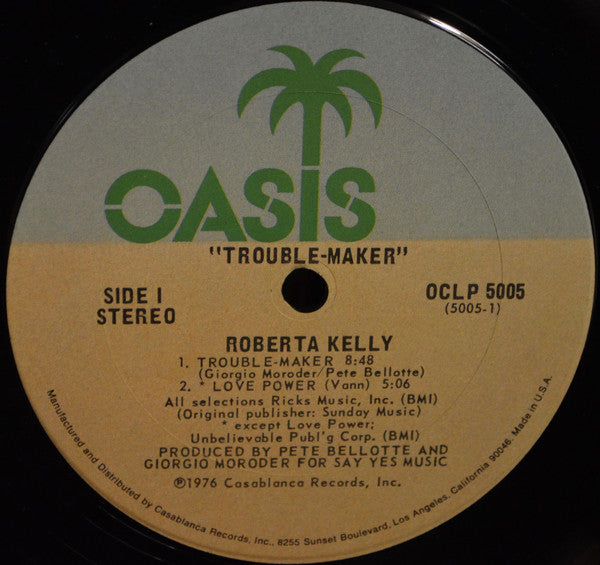 OASIS
"TROUBLE-MAKER"
SIDE I
STEREO
OCLP 5005
(5005-1)
ROBERTA KELLY
1. TROUBLE-MAKER 8:48
(Giorgio Moroder/Pete Bellotte)
2. * LOVE POWER (Vann) 5:06
All selections Ricks Music, Inc. (BMI)
(Original publisher: Sunday Music)
* except Love Power;
Unbelievable Publ'g Corp. (BMI)
PRODUCED BY PETE BELLOTTE AND
GIORGIO MORODER FOR SAY YES MUSIC
℗1976 Casablanca Records, Inc.
Manufactured and Distributed by Casablanca Records, Inc., 8255 Sunset Boulevard, Los Angeles, California 90046. Made in U.S.A.